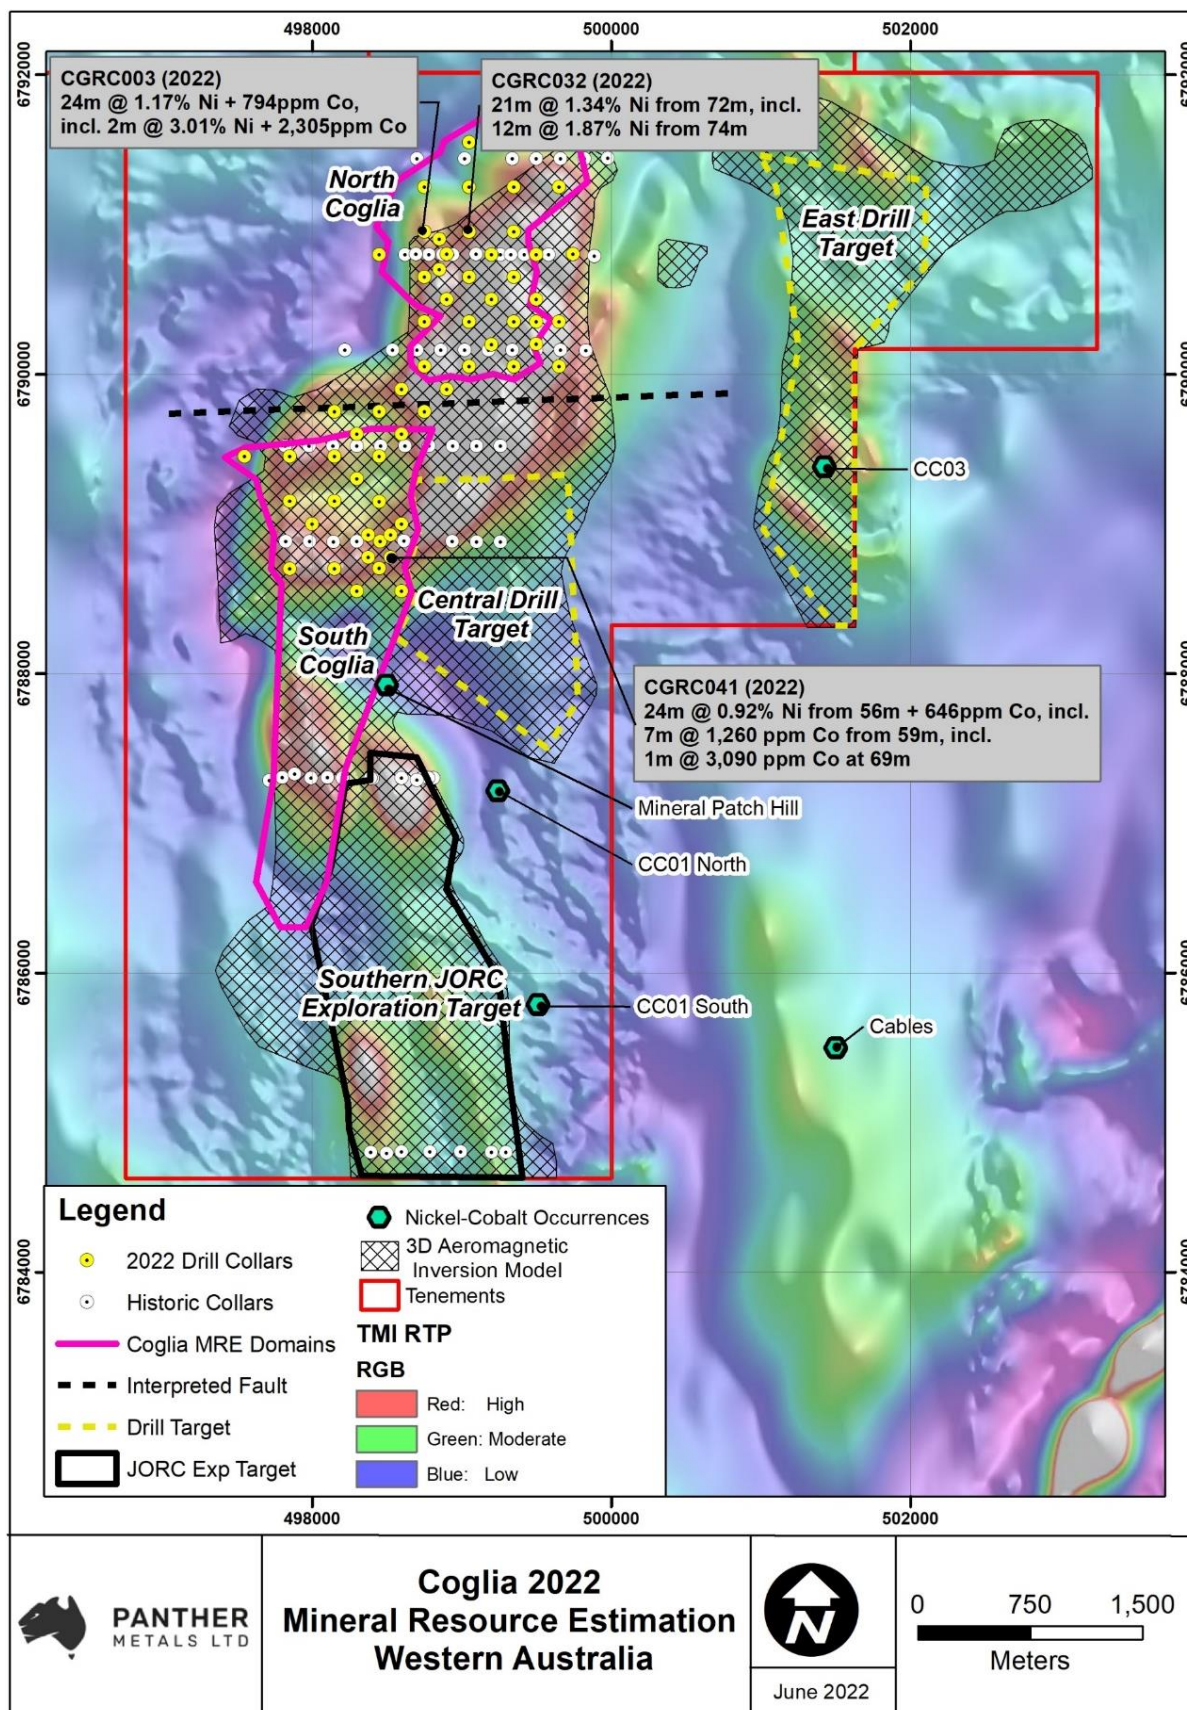 498000
500000
502000
6792000
6792000
CGRC003 (2022)
24m @ 1.17% Ni + 794ppm Co,
incl. 2m @ 3.01% Ni + 2,305ppm Co
CGRC032 (2022)
21m @ 1.34% Ni from 72m, incl.
12m @ 1.87% Ni from 74m
North
Coglia
East Drill
Target
6790000
6790000
CC03
Central Drill
Target
South
Coglia
6788000
6788000
CGRC041 (2022)
24m @ 0.92% Ni from 56m + 646ppm Co, incl.
7m @ 1,260 ppm Co from 59m, incl.
1m @ 3,090 ppm Co at 69m
Mineral Patch Hill
CC01 North
6786000
6786000
Southern JORC
Exploration Target
CC01 South
Cables
6784000
6784000
Legend
2022 Drill Collars
Historic Collars
Coglia MRE Domains
Interpreted Fault
Drill Target
JORC Exp Target
Nickel-Cobalt Occurrences
3D Aeromagnetic
Inversion Model
Tenements
TMI RTP
RGB
Red: High
Green: Moderate
Blue: Low
498000
500000
502000
PANTHER
METALS LTD
Coglia 2022
Mineral Resource Estimation
Western Australia
N
June 2022
0 750 1,500
Meters